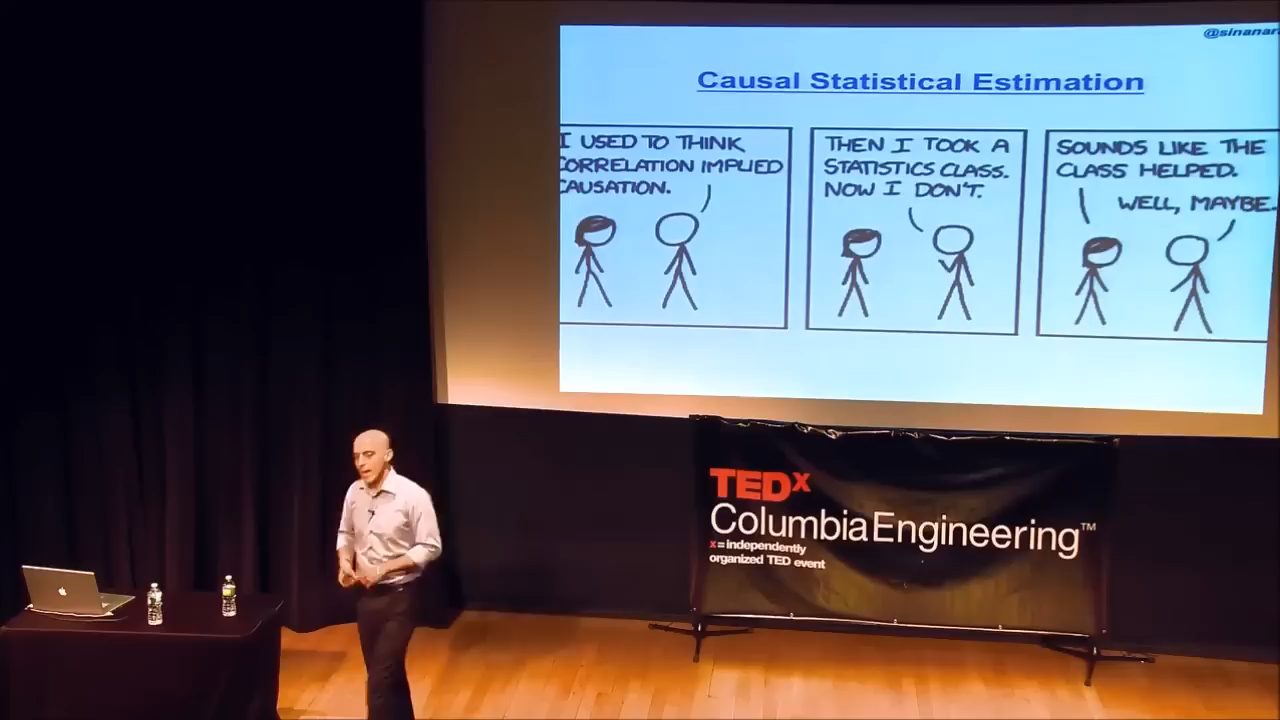 @sinanar
Causal Statistical Estimation
I USED TO THINK
CORRELATION IMPLIED
CAUSATION.
THEN I TOOK A
STATISTICS CLASS.
NOW I DON'T.
SOUNDS LIKE THE
CLASS HELPED.
WELL, MAYBE.
TEDx
ColumbiaEngineering™
x=independently
organized TED event